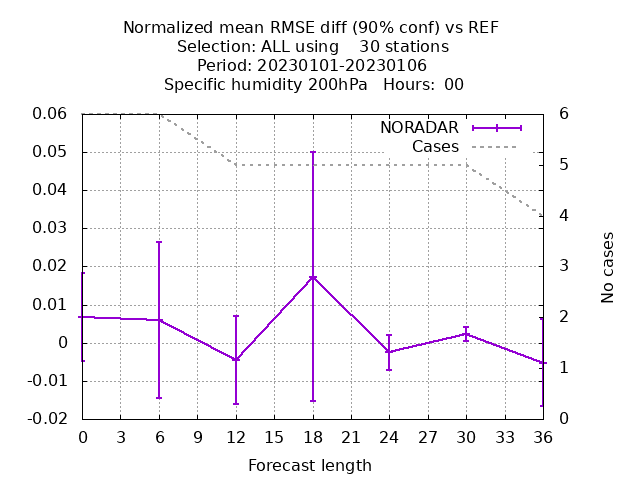 Normalized mean RMSE diff (90% conf) vs REF
Selection: ALL using    30 stations
Period: 20230101-20230106
Specific humidity 200hPa   Hours:  00
NORADAR
Cases
0.06
0.05
0.04
0.03
0.02
0.01
0
-0.01
-0.02
6
5
4
3
2
1
0
No cases
0 3 6 9 12 15 18 21 24 27 30 33 36
Forecast length